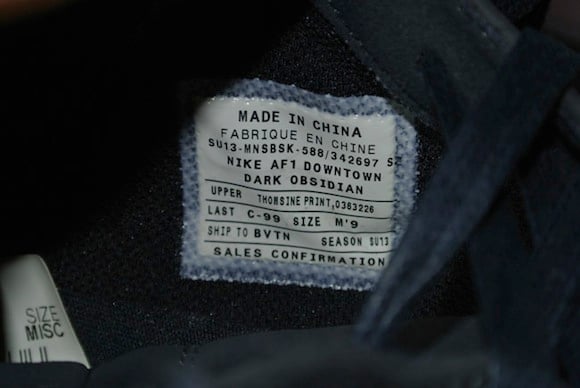 MADE IN CHINA
FABRIQUE EN CHINE
SU13-MNSBSK-588/342697
NIKE AF1 DOWNTOWN
DARK OBSIDIAN
UPPER THOMSINE PRINT,0383226
LAST C-99 SIZE M'9
SHIP TO BVTN SEASON SU13
SALES CONFIRMATION
SIZE
MISC